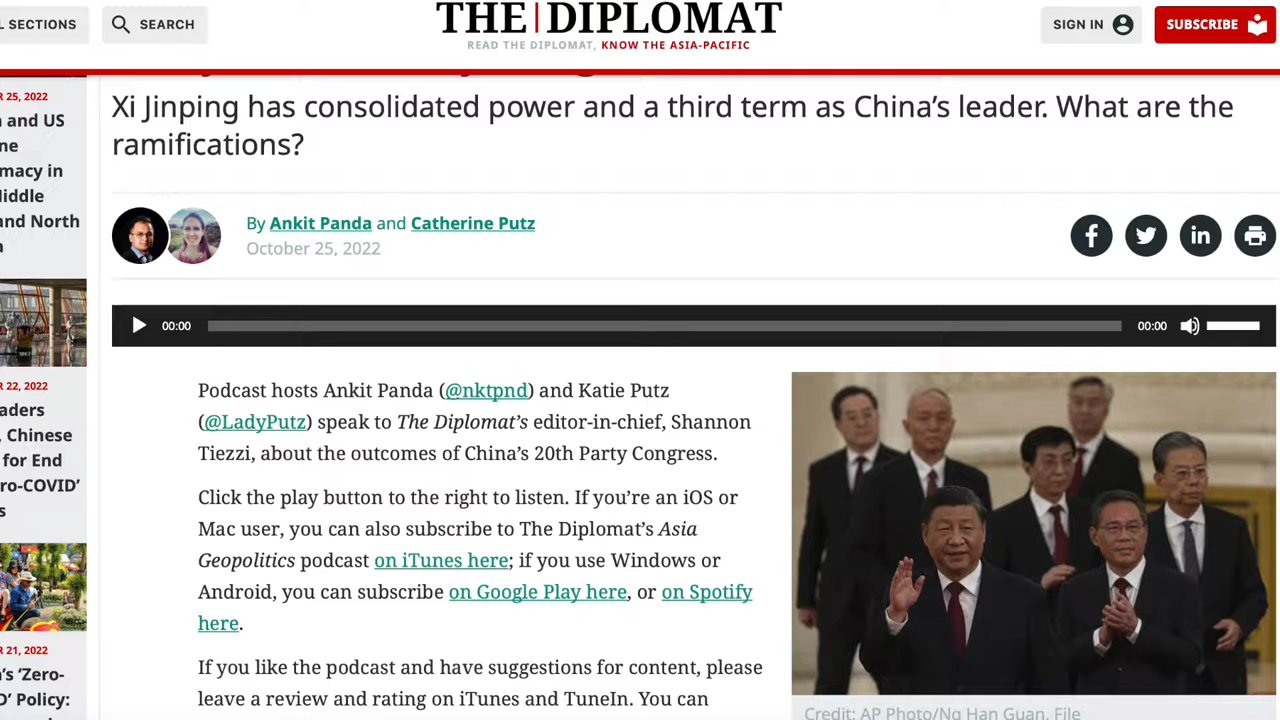 L SECTIONS
SEARCH
THE DIPLOMAT
READ THE DIPLOMAT, KNOW THE ASIA-PACIFIC
SIGN IN
SUBSCRIBE
R 25, 2022
and US
ne
macy in
iddle
and North
a
R 22, 2022
aders
, Chinese
for End
ro-COVID'
s
R 21, 2022
's 'Zero-
D' Policy:
Xi Jinping has consolidated power and a third term as China's leader. What are the
ramifications?
By Ankit Panda and Catherine Putz
October 25, 2022
00:00
00:00
Podcast hosts Ankit Panda (@nktpnd) and Katie Putz
(@LadyPutz) speak to The Diplomat's editor-in-chief, Shannon
Tiezzi, about the outcomes of China's 20th Party Congress.
Click the play button to the right to listen. If you're an iOS or
Mac user, you can also subscribe to The Diplomat's Asia
Geopolitics podcast on iTunes here; if you use Windows or
Android, you can subscribe on Google Play here, or on Spotify
here.
If you like the podcast and have suggestions for content, please
leave a review and rating on iTunes and TuneIn. You can
Credit: AP Photo/Ng Han Guan, File